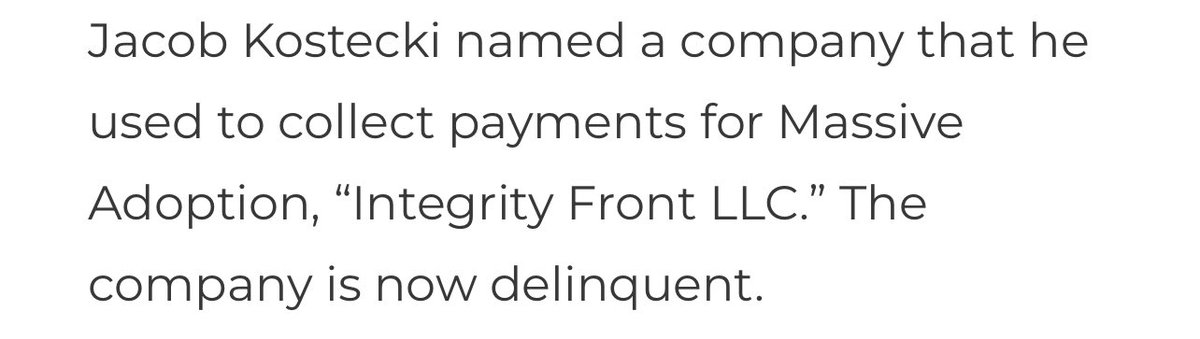 Jacob Kostecki named a company that he
used to collect payments for Massive
Adoption, “Integrity Front LLC.” The
company is now delinquent.